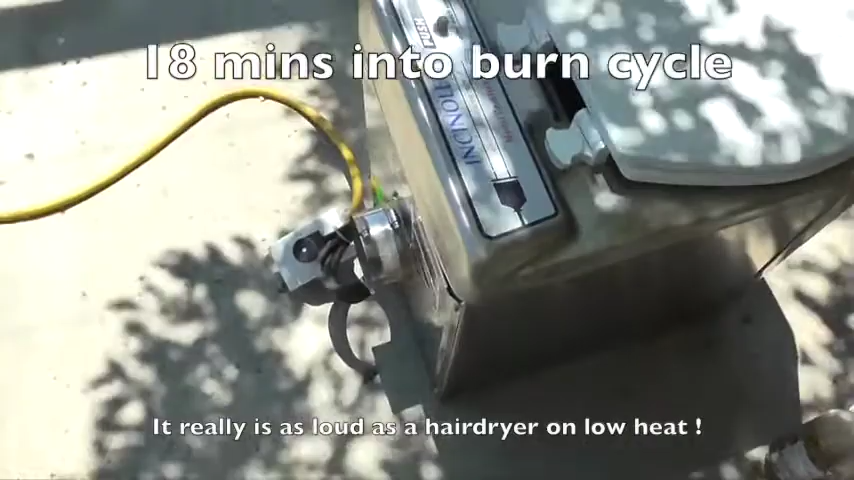 18 mins into burn cycle
INCINOLET
It really is as loud as a hairdryer on low heat !